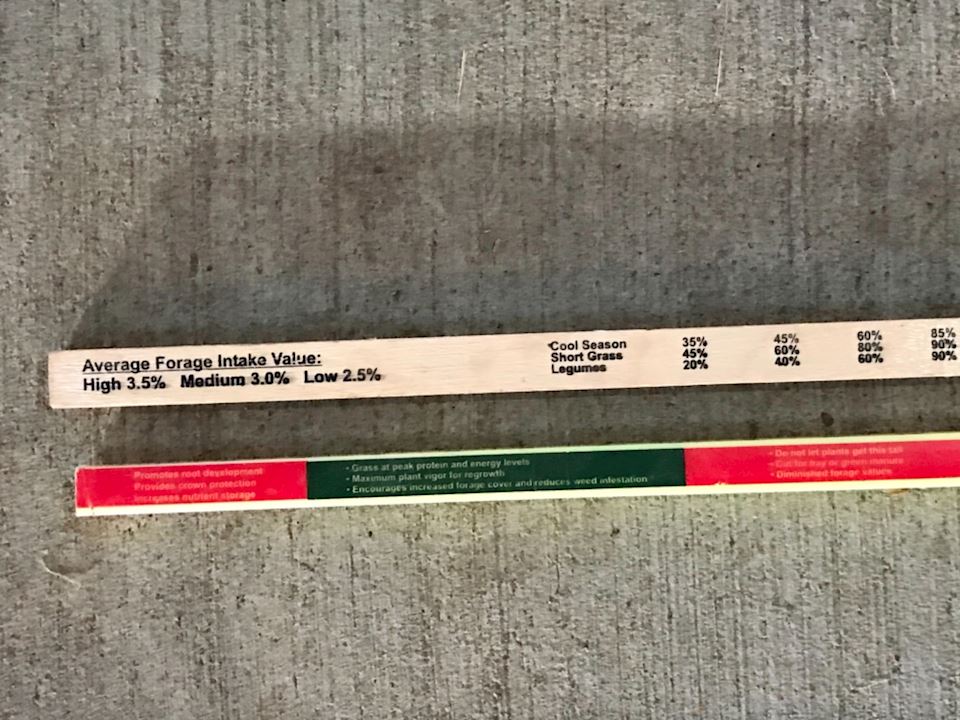 Average Forage Intake Value:
High 3.5% Medium 3.0% Low 2.5%
Cool Season 35% 45% 60% 85%
Short Grass 45% 60% 80% 90%
Legumes 20% 40% 60% 90%
Promotes root development
Provides crown protection
Increases nutrient storage
• Grass at peak protein and energy levels
• Maximum plant vigor for regrowth
• Encourages increased forage cover and reduces weed infestation
• Do not let plants get this tall
• Cut for hay or green manure
• Diminished forage values